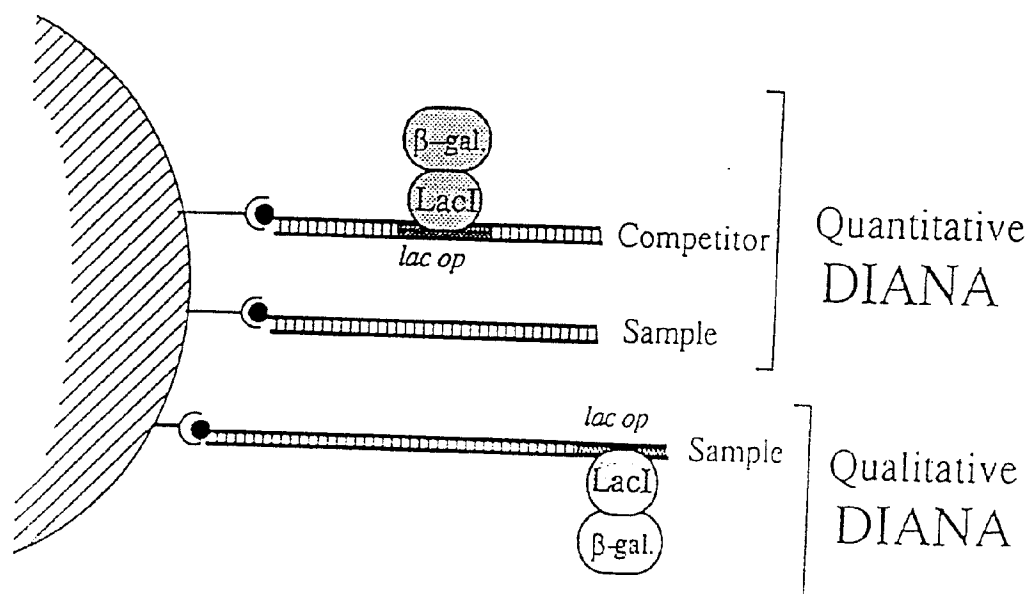 β-gal.
LacI
lac op
Competitor
Sample
Quantitative
DIANA
lac op
Sample
LacI
β-gal.
Qualitative
DIANA